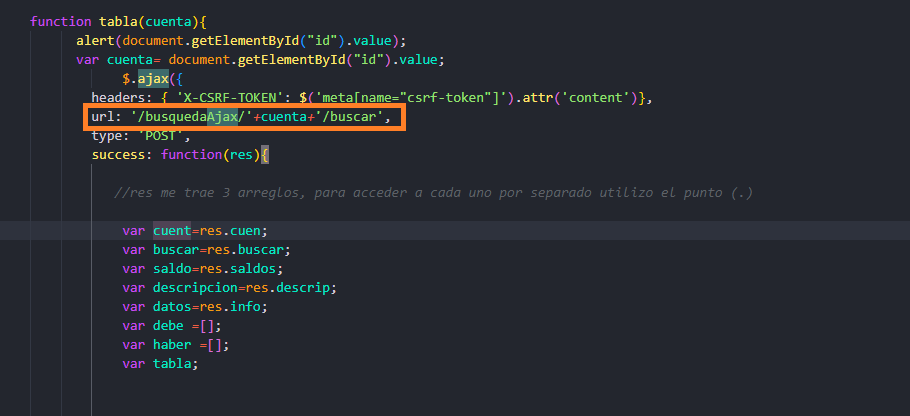 function tabla(cuenta){
alert(document.getElementById("id").value);
var cuenta= document.getElementById("id").value;
$.ajax({
headers: { 'X-CSRF-TOKEN': $('meta[name="csrf-token"]').attr('content')},
url: '/busquedaAjax/'+cuenta+'/buscar',
type: 'POST',
success: function(res){
//res me trae 3 arreglos, para acceder a cada uno por separado utilizo el punto (.)
var cuent=res.cuen;
var buscar=res.buscar;
var saldo=res.saldos;
var descripcion=res.descrip;
var datos=res.info;
var debe =[];
var haber =[];
var tabla;